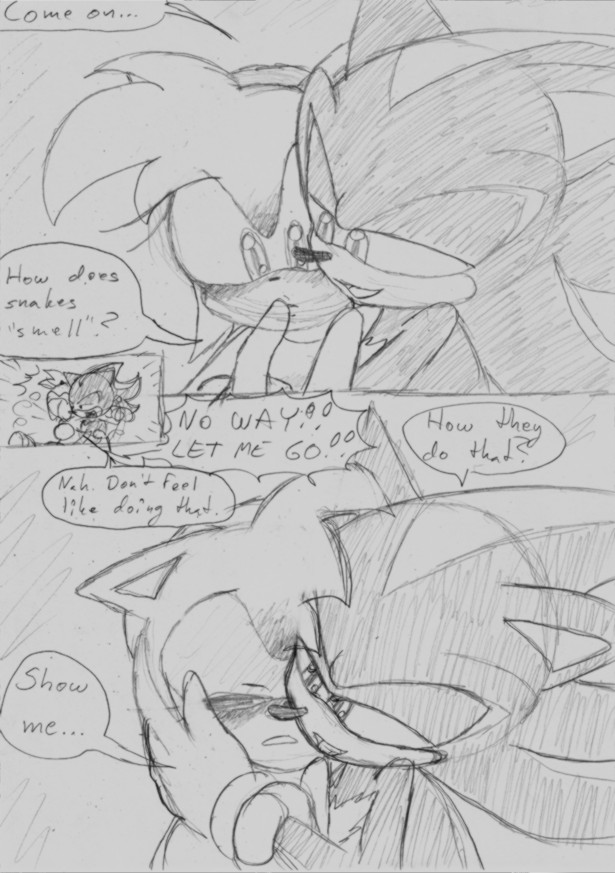 Come on...
How does
snakes
"smell"?
NO WAY!!
LET ME GO!!
Nah. Don't feel
like doing that.
How they
do that?
Show
me...